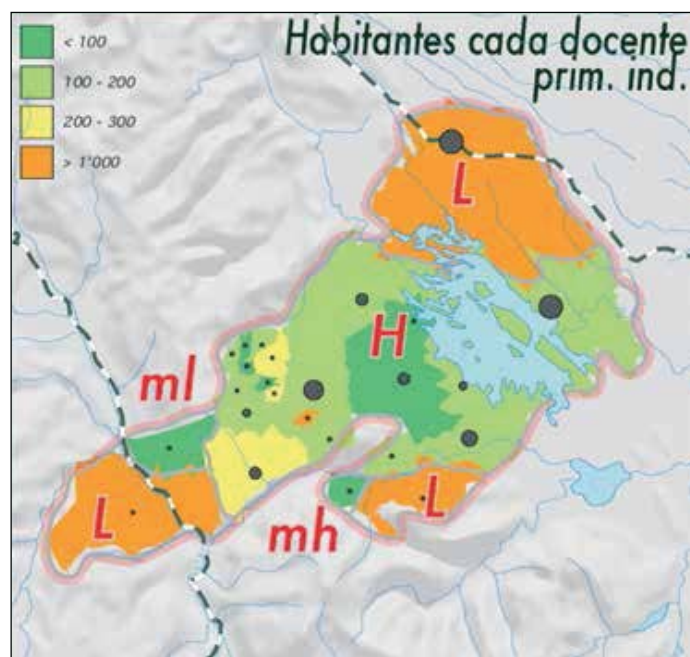 Habitantes cada docente
prim. ind.
< 100
100 - 200
200 - 300
> 1'000
L
H
ml
L
mh
L